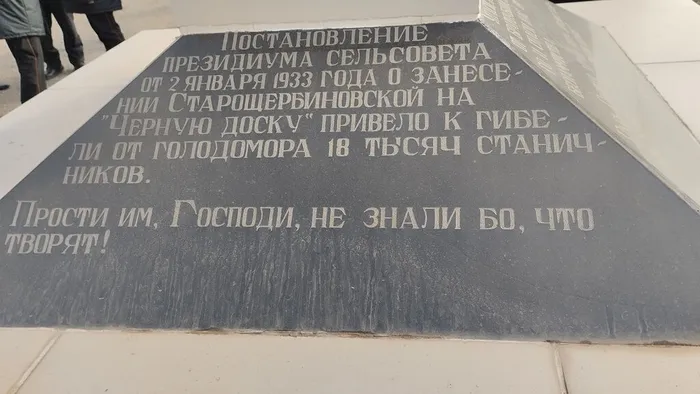 Постановление
президиума сельсовета
от 2 января 1933 года о занесе-
нии Старощербиновской на
"Черную доску" привело к гибе-
ли от голодомора 18 тысяч станич-
ников.
Прости им, Господи, не знали бо, что
творят!